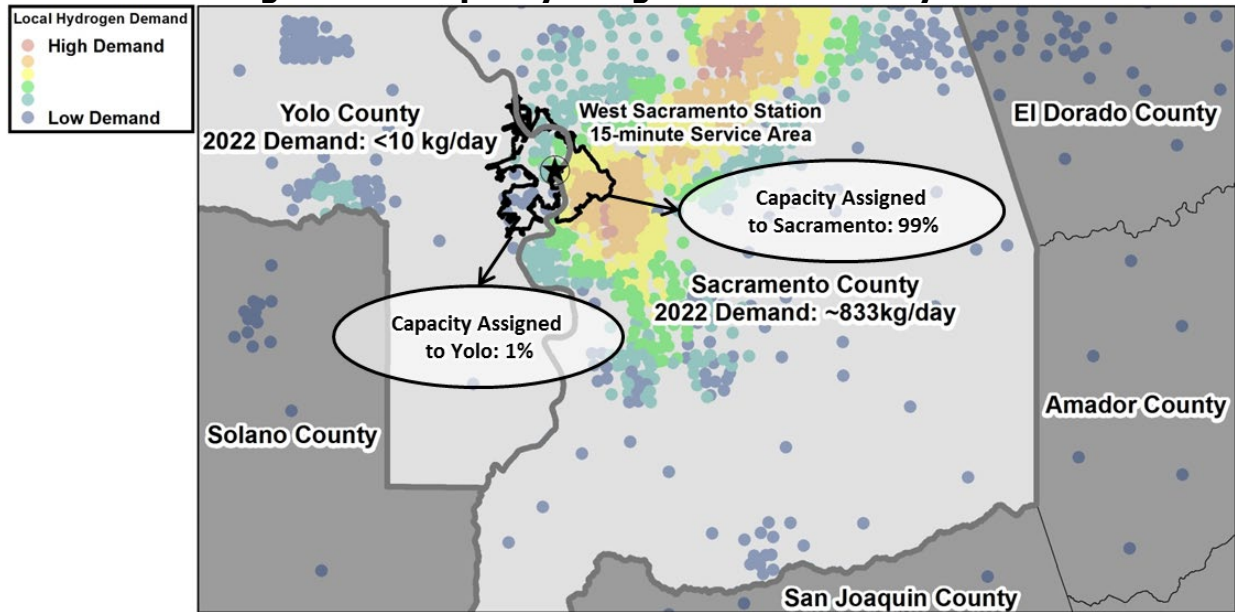 Local Hydrogen Demand
High Demand
Low Demand
Yolo County
2022 Demand: <10 kg/day
West Sacramento Station
15-minute Service Area
El Dorado County
Capacity Assigned
to Sacramento: 99%
Sacramento County
2022 Demand: ~833kg/day
Capacity Assigned
to Yolo: 1%
Solano County
Amador County
San Joaquin County